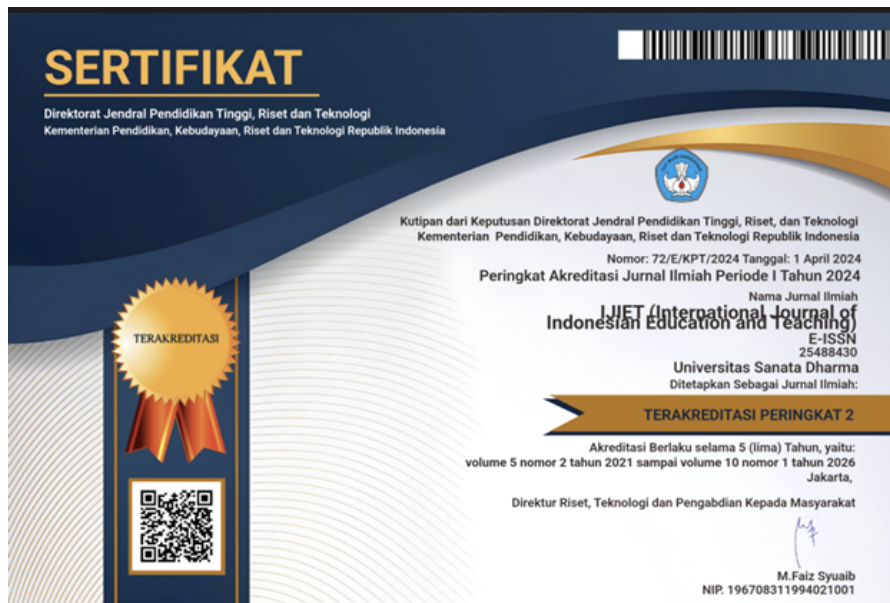 SERTIFIKAT
Direktorat Jendral Pendidikan Tinggi, Riset dan Teknologi
Kementerian Pendidikan, Kebudayaan, Riset dan Teknologi Republik Indonesia
Kutipan dari Keputusan Direktorat Jendral Pendidikan Tinggi, Riset, dan Teknologi
Kementerian Pendidikan, Kebudayaan, Riset dan Teknologi Republik Indonesia
Nomor: 72/E/KPT/2024 Tanggal: 1 April 2024
Peringkat Akreditasi Jurnal Ilmiah Periode I Tahun 2024
Nama Jurnal Ilmiah
IJIET (International Journal of
Indonesian Education and Teaching)
E-ISSN
25488430
Universitas Sanata Dharma
Ditetapkan Sebagai Jurnal Ilmiah:
TERAKREDITASI PERINGKAT 2
Akreditasi Berlaku selama 5 (lima) Tahun, yaitu:
volume 5 nomor 2 tahun 2021 sampai volume 10 nomor 1 tahun 2026
Jakarta,
Direktur Riset, Teknologi dan Pengabdian Kepada Masyarakat
M.Faiz Syuaib
NIP. 196708311994021001
TERAKREDITASI